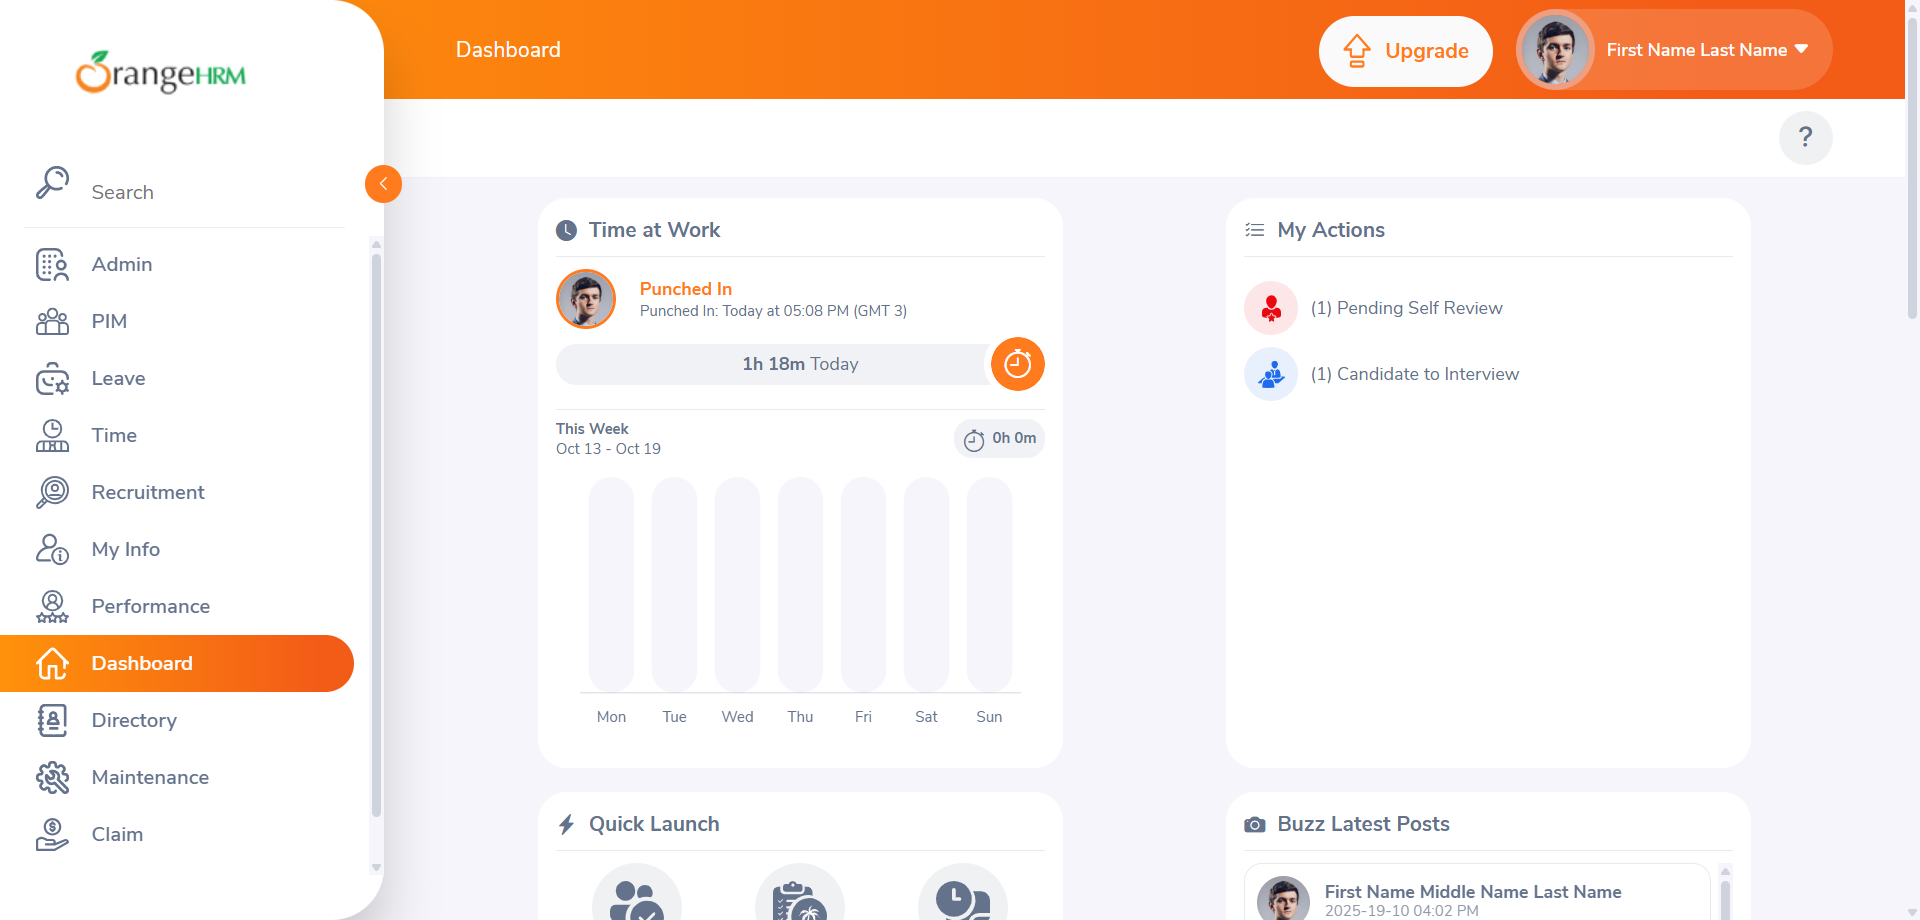 OrangeHRM
Dashboard
Upgrade
First Name Last Name
?
Search
Admin
PIM
Leave
Time
Recruitment
My Info
Performance
Dashboard
Directory
Maintenance
Claim
Time at Work
Punched In
Punched In: Today at 05:08 PM (GMT 3)
1h 18m Today
This Week
Oct 13 - Oct 19
0h 0m
Mon Tue Wed Thu Fri Sat Sun
My Actions
(1) Pending Self Review
(1) Candidate to Interview
Quick Launch
Buzz Latest Posts
First Name Middle Name Last Name
2025-19-10 04:02 PM